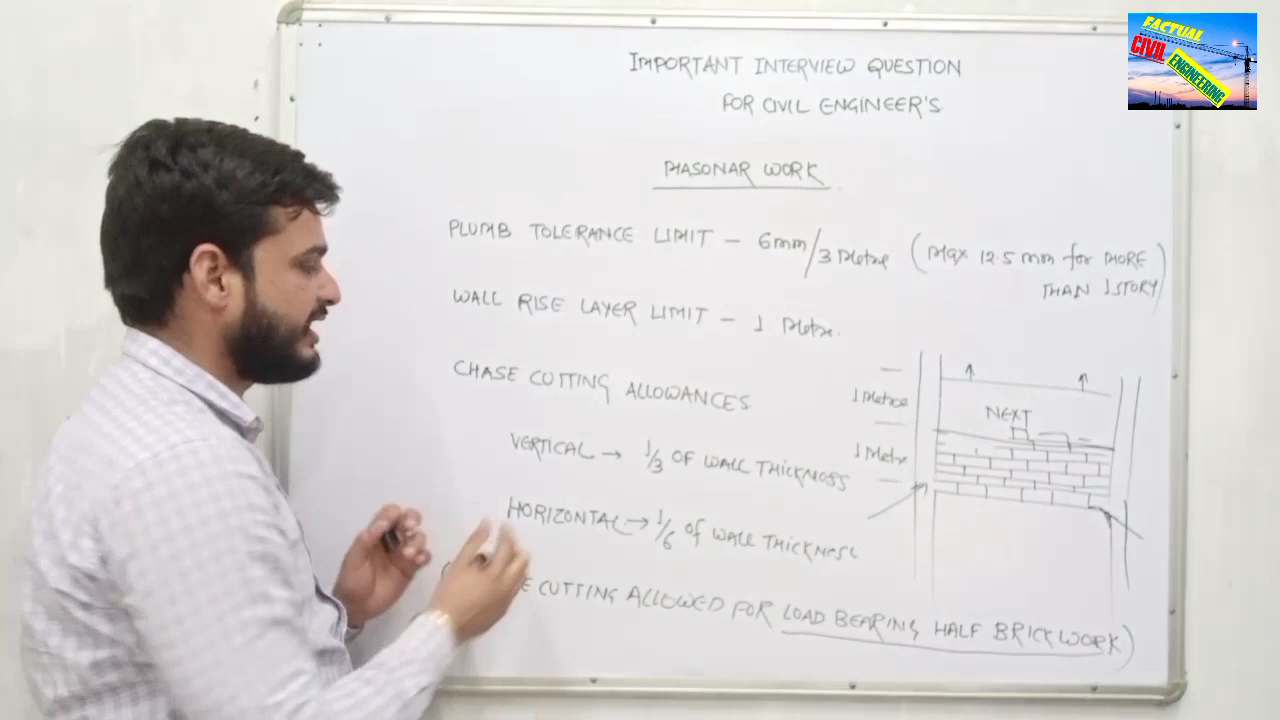 FACTUAL
CIVIL
ENGINEERING
IMPORTANT INTERVIEW QUESTION
FOR CIVIL ENGINEER'S
MASONAR WORK
PLUMB TOLERANCE LIMIT – 6mm/3 Metre (Max 12.5 mm for MORE
THAN 1 STORY)
WALL RISE LAYER LIMIT – 1 Metre.
CHASE CUTTING ALLOWANCES
VERTICAL → 1/3 OF WALL THICKNESS
HORIZONTAL → 1/6 of WALL THICKNESS
CUTTING ALLOWED FOR LOAD BEARING HALF BRICKWORK)
1 Metre
NEXT
1 Metre